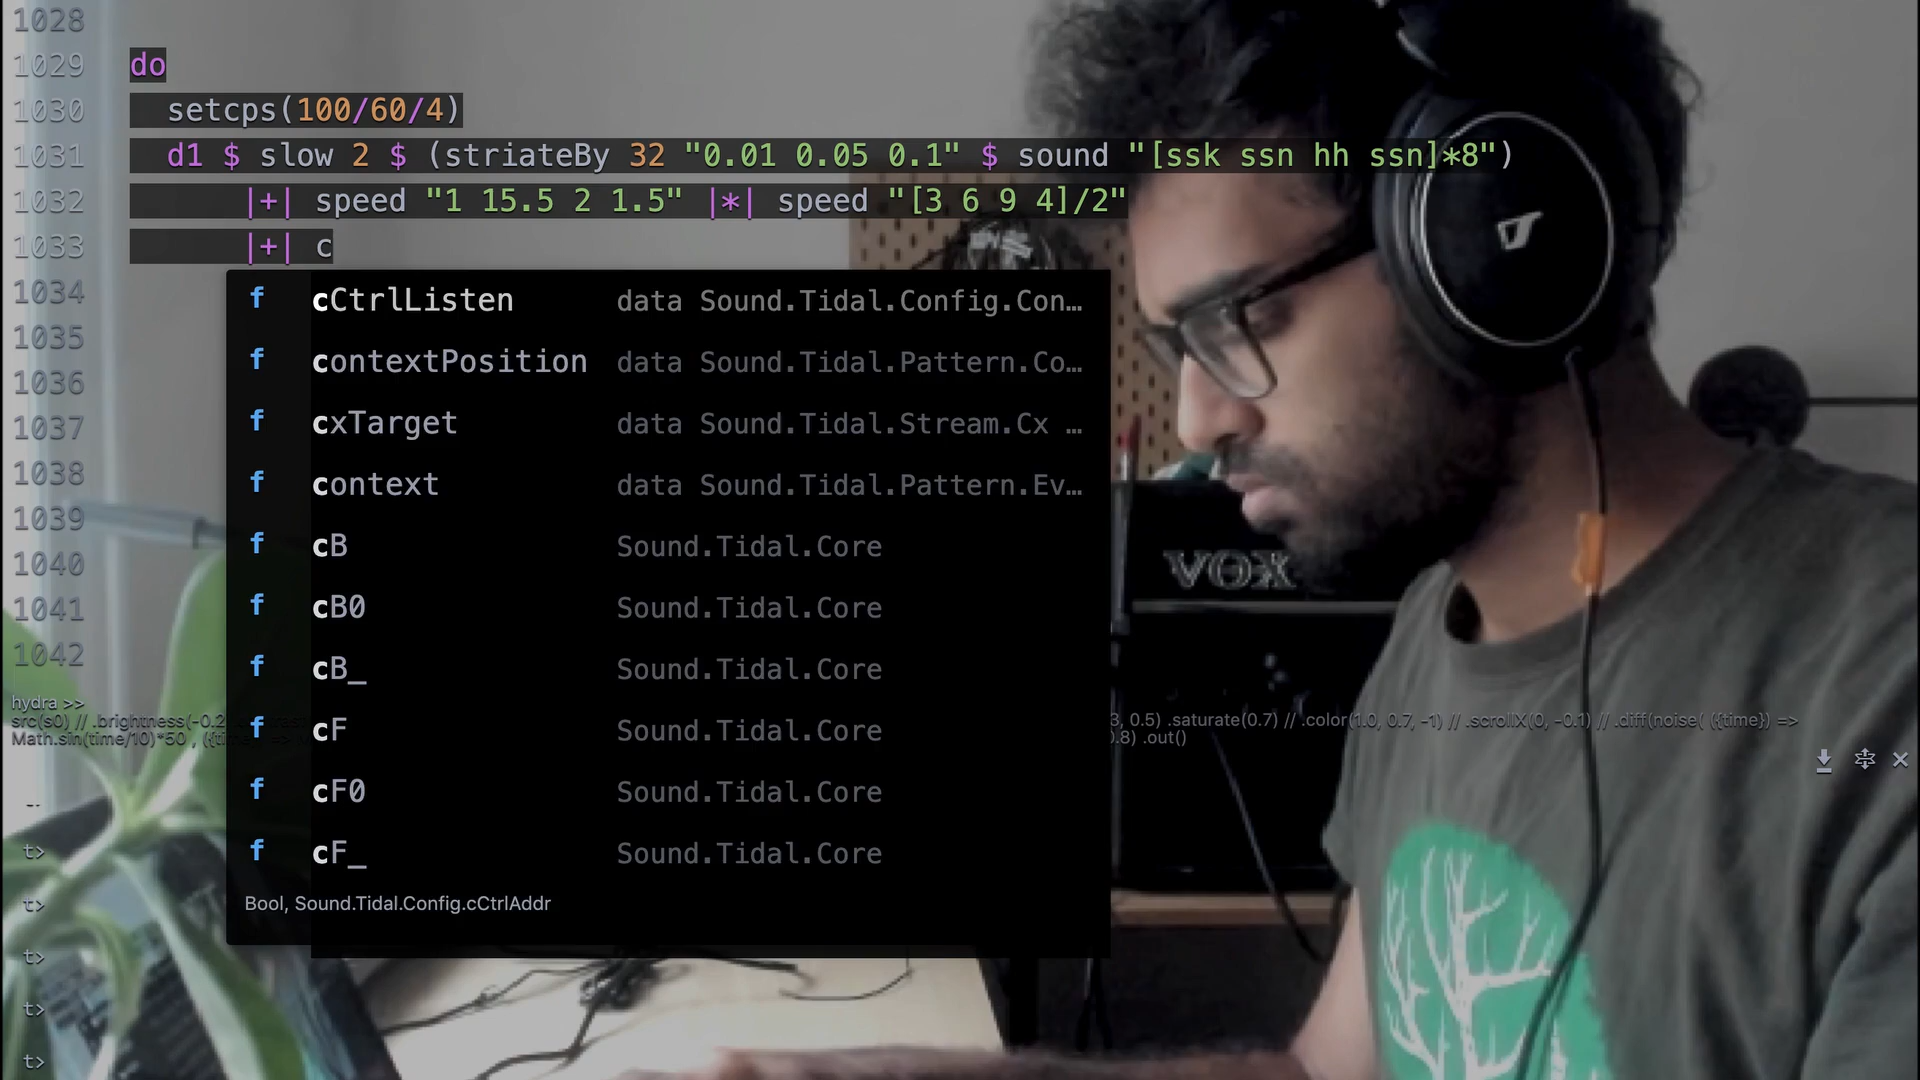 1028
1029 do
1030 setcps(100/60/4)
1031 d1 $ slow 2 $ (striateBy 32 "0.01 0.05 0.1" $ sound "[ssk ssn hh ssn]*8")
1032 |+| speed "1 15.5 2 1.5" |*| speed "[3 6 9 4]/2"
1033 |+| c
1034
1035
1036
1037
1038
1039
1040
1041
1042
f cCtrlListen data Sound.Tidal.Config.Con…
f contextPosition data Sound.Tidal.Pattern.Co…
f cxTarget data Sound.Tidal.Stream.Cx …
f context data Sound.Tidal.Pattern.Ev…
f cB Sound.Tidal.Core
f cB0 Sound.Tidal.Core
f cB_ Sound.Tidal.Core
f cF Sound.Tidal.Core
f cF0 Sound.Tidal.Core
f cF_ Sound.Tidal.Core
Bool, Sound.Tidal.Config.cCtrlAddr
VOX
hydra >>
src(s0) // .brightness(-0.2 3, 0.5) .saturate(0.7) // .color(1.0, 0.7, -1) // .scrollX(0, -0.1) // .diff(noise( ({time}) =>
Math.sin(time/10)*50 , ({time}) => 0.8) .out()
t>
t>
t>
t>
t>